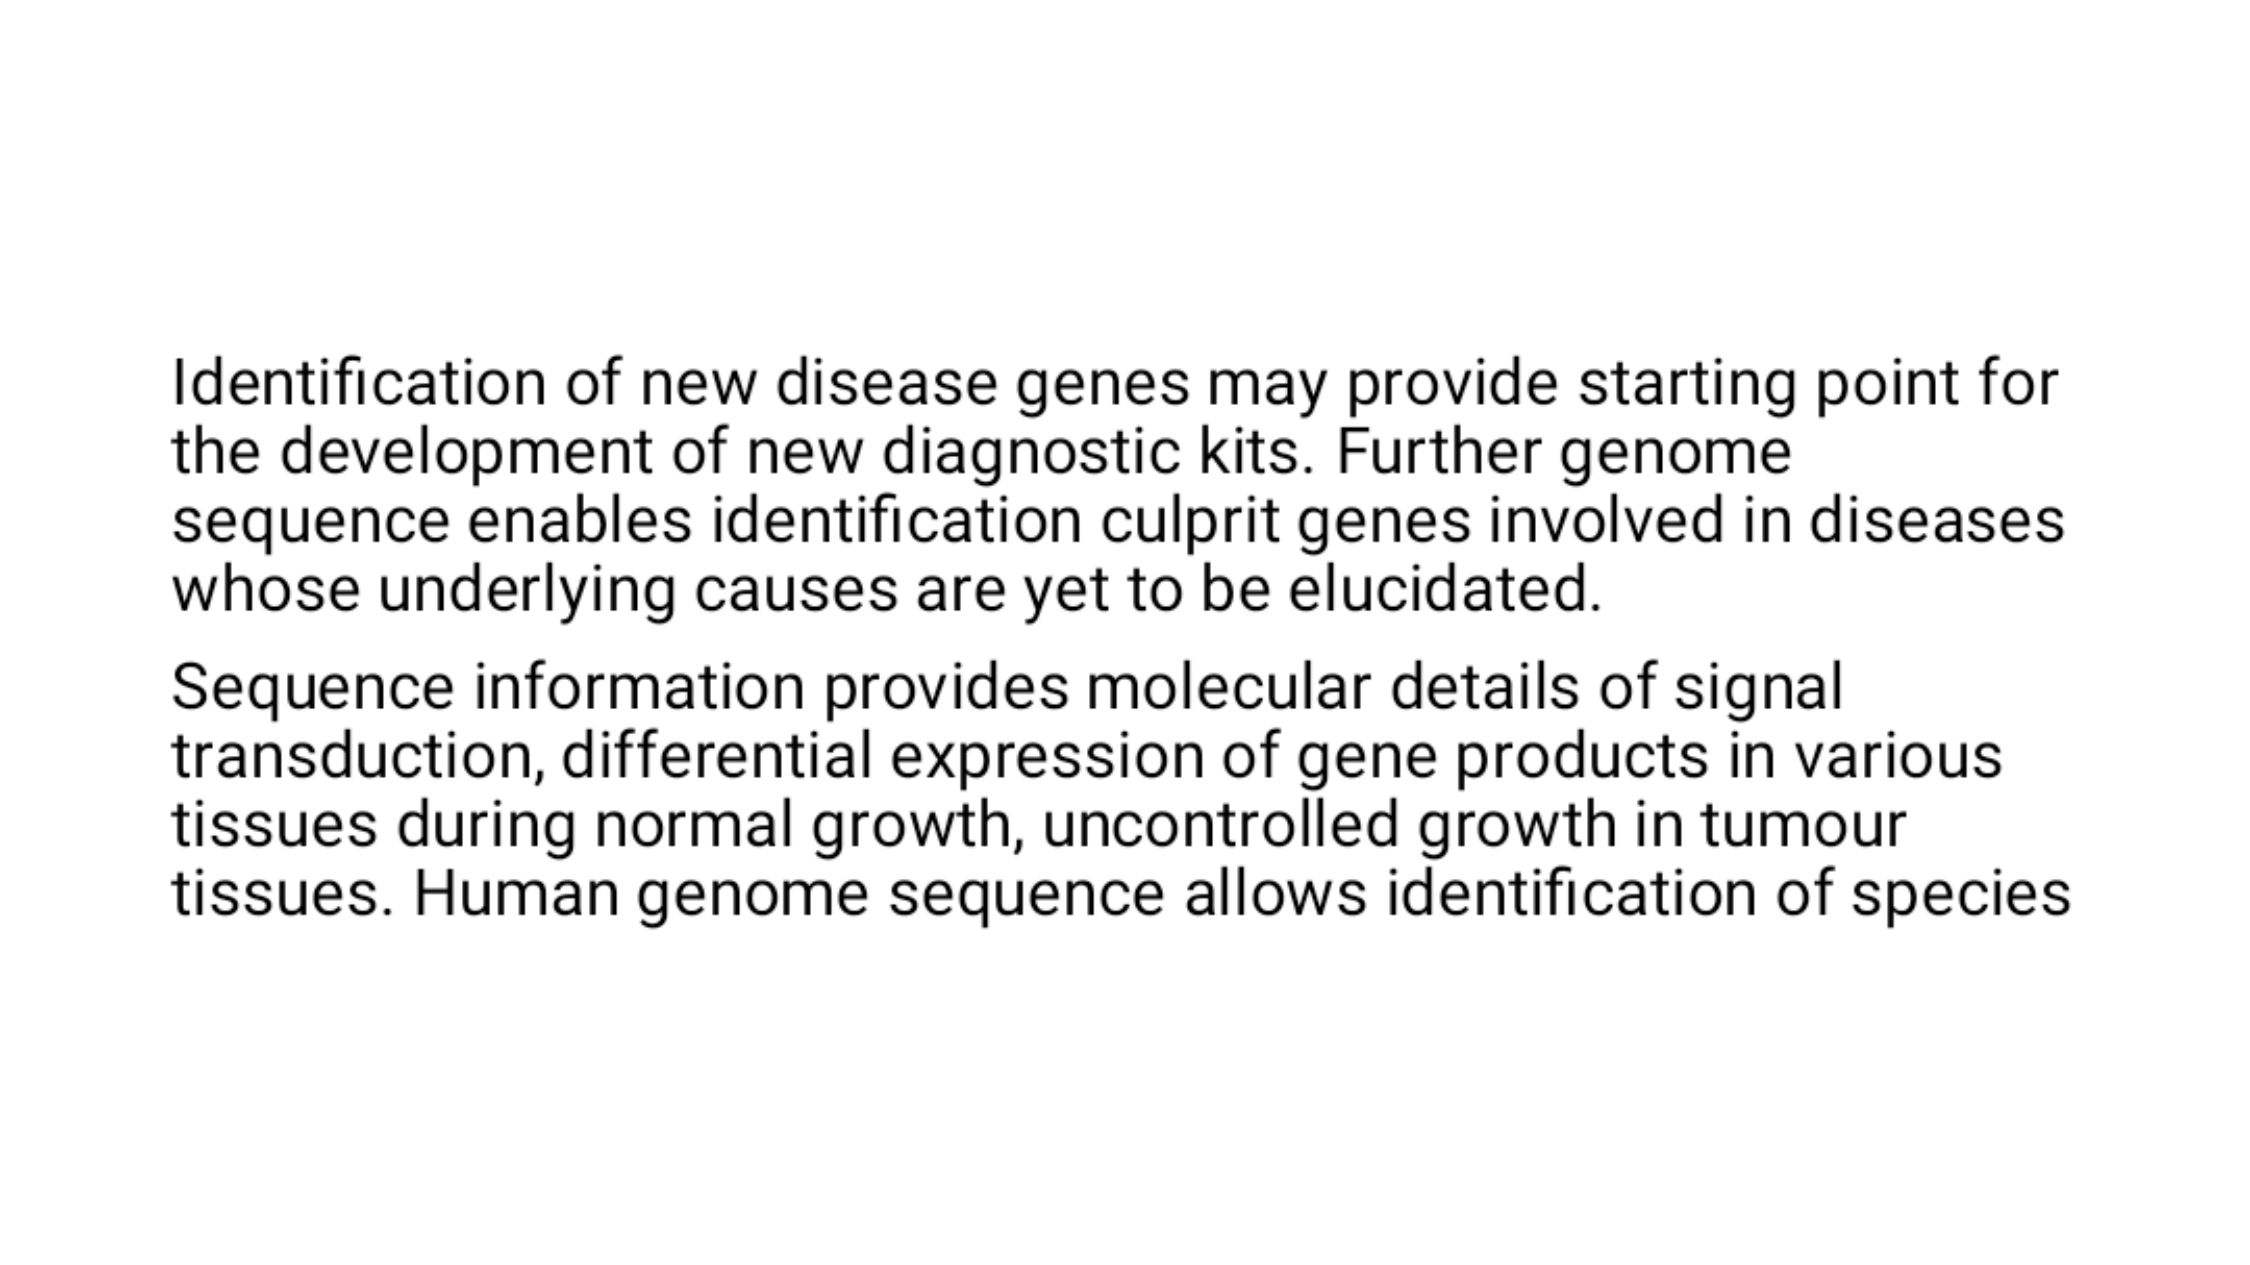 Identification of new disease genes may provide starting point for
the development of new diagnostic kits. Further genome
sequence enables identification culprit genes involved in diseases
whose underlying causes are yet to be elucidated.
Sequence information provides molecular details of signal
transduction, differential expression of gene products in various
tissues during normal growth, uncontrolled growth in tumour
tissues. Human genome sequence allows identification of species